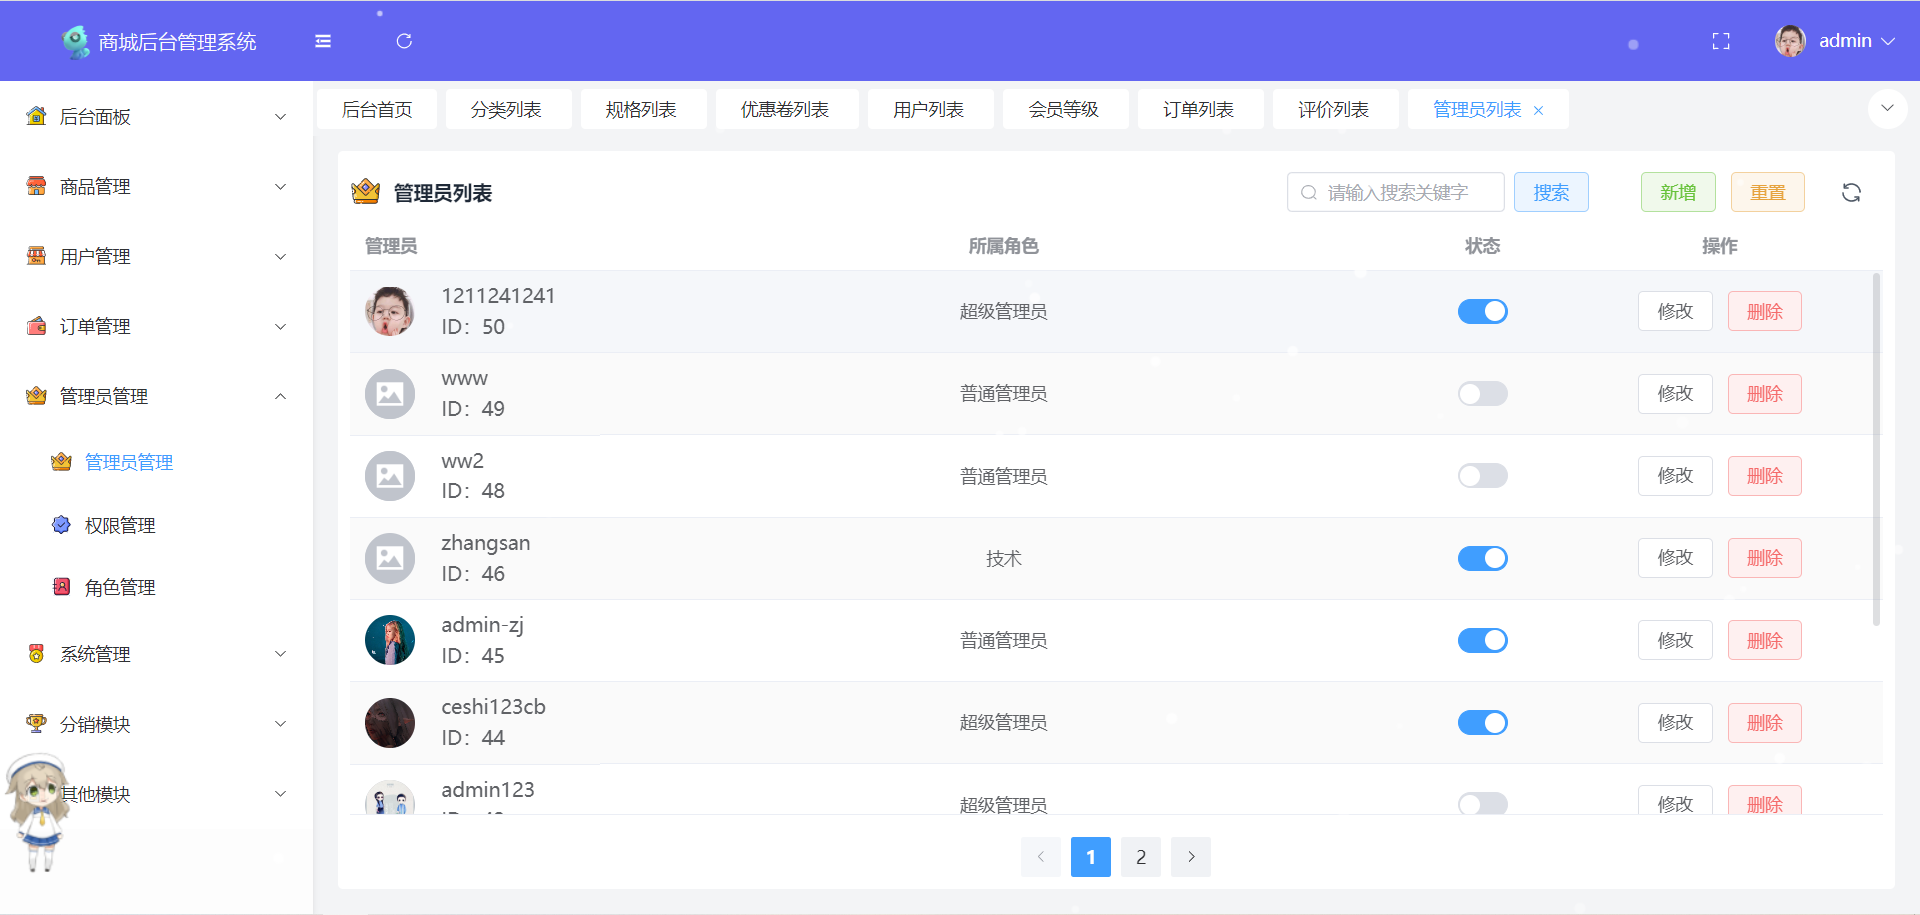 商城后台管理系统
admin
后台面板
商品管理
用户管理
订单管理
管理员管理
管理员管理
权限管理
角色管理
系统管理
分销模块
其他模块
后台首页 分类列表 规格列表 优惠卷列表 用户列表 会员等级 订单列表 评价列表 管理员列表
管理员列表 请输入搜索关键字 搜索 新增 重置
管理员 所属角色 状态 操作
1211241241
ID：50 超级管理员 修改 删除
www
ID：49 普通管理员 修改 删除
ww2
ID：48 普通管理员 修改 删除
zhangsan
ID：46 技术 修改 删除
admin-zj
ID：45 普通管理员 修改 删除
ceshi123cb
ID：44 超级管理员 修改 删除
admin123
超级管理员 修改 删除
1 2